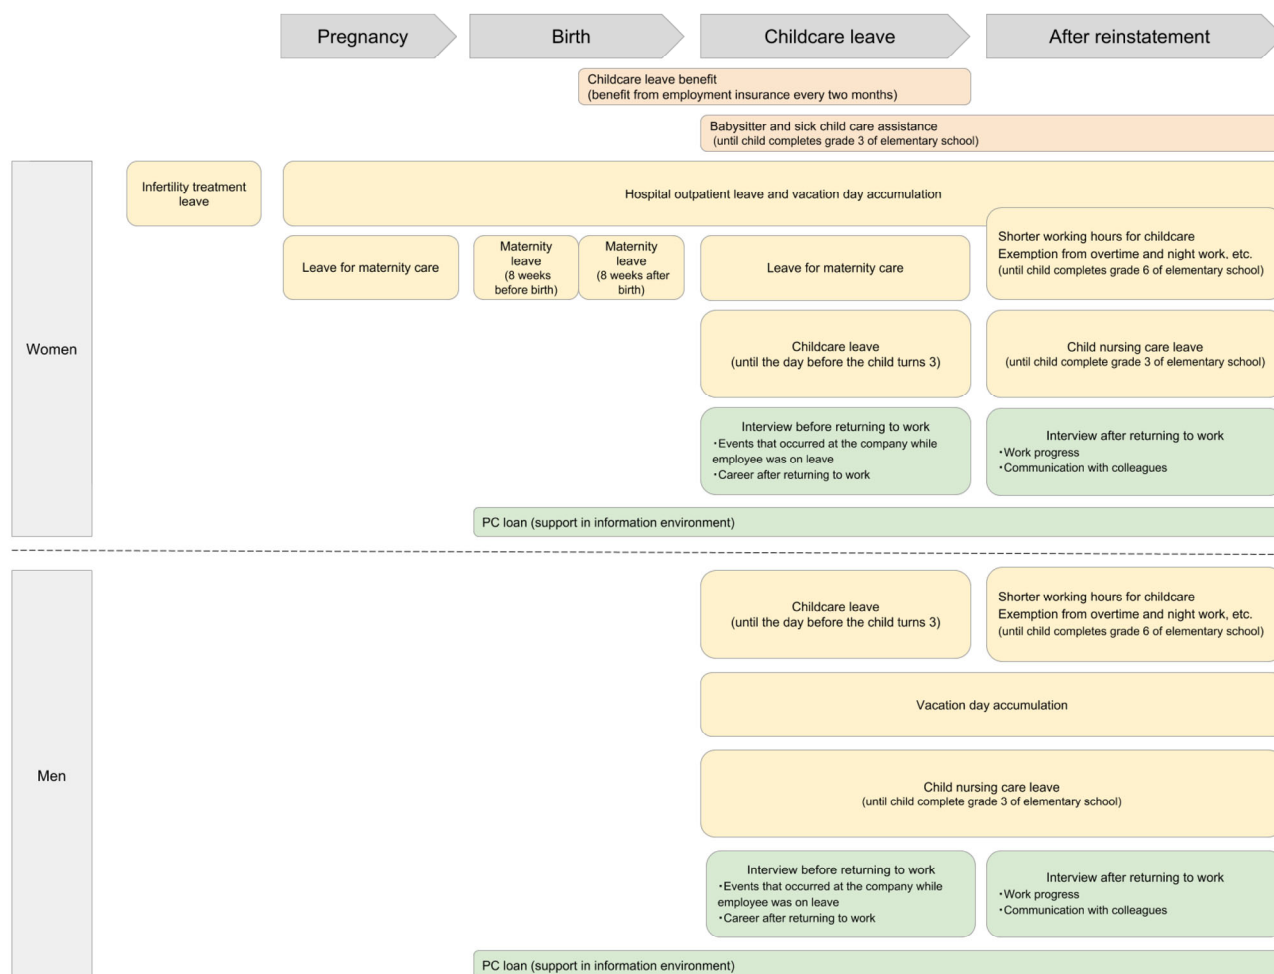 Pregnancy
Birth
Childcare leave
After reinstatement
Childcare leave benefit
(benefit from employment insurance every two months)
Babysitter and sick child care assistance
(until child completes grade 3 of elementary school)
Women
Infertility treatment
leave
Hospital outpatient leave and vacation day accumulation
Leave for maternity care
Maternity
leave
(8 weeks
before birth)
Maternity
leave
(8 weeks after
birth)
Leave for maternity care
Shorter working hours for childcare
Exemption from overtime and night work, etc.
(until child completes grade 6 of elementary school)
Childcare leave
(until the day before the child turns 3)
Child nursing care leave
(until child complete grade 3 of elementary school)
Interview before returning to work
・Events that occurred at the company while
employee was on leave
・Career after returning to work
Interview after returning to work
・Work progress
・Communication with colleagues
PC loan (support in information environment)
Men
Childcare leave
(until the day before the child turns 3)
Shorter working hours for childcare
Exemption from overtime and night work, etc.
(until child completes grade 6 of elementary school)
Vacation day accumulation
Child nursing care leave
(until child complete grade 3 of elementary school)
Interview before returning to work
・Events that occurred at the company while
employee was on leave
・Career after returning to work
Interview after returning to work
・Work progress
・Communication with colleagues
PC loan (support in information environment)